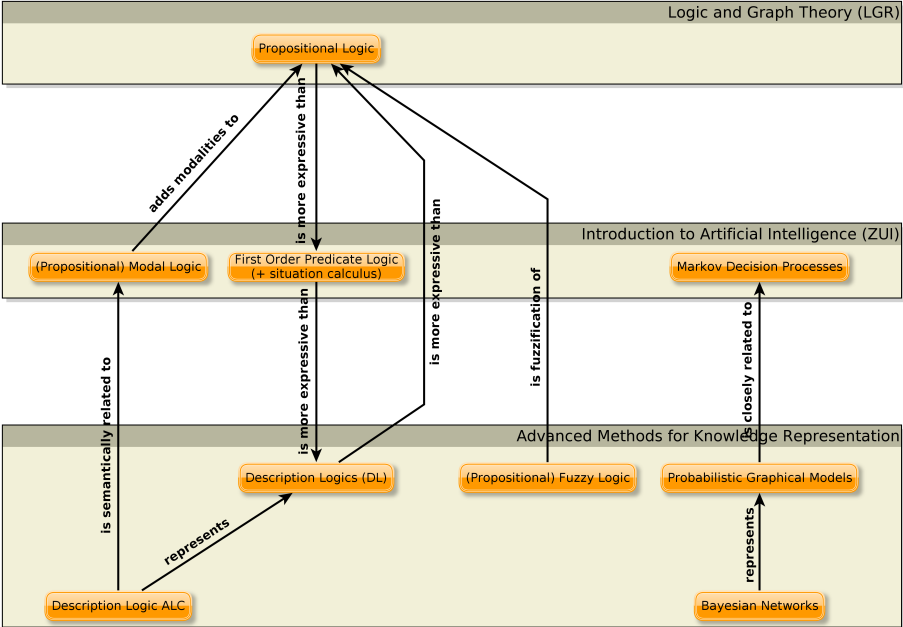 Logic and Graph Theory (LGR)
Propositional Logic
adds modalities to
is more expressive than
is more expressive than
is fuzzification of
Introduction to Artificial Intelligence (ZUI)
(Propositional) Modal Logic
First Order Predicate Logic
(+ situation calculus)
Markov Decision Processes
is semantically related to
is more expressive than
is closely related to
Advanced Methods for Knowledge Representation
Description Logics (DL)
(Propositional) Fuzzy Logic
Probabilistic Graphical Models
represents
represents
Description Logic ALC
Bayesian Networks